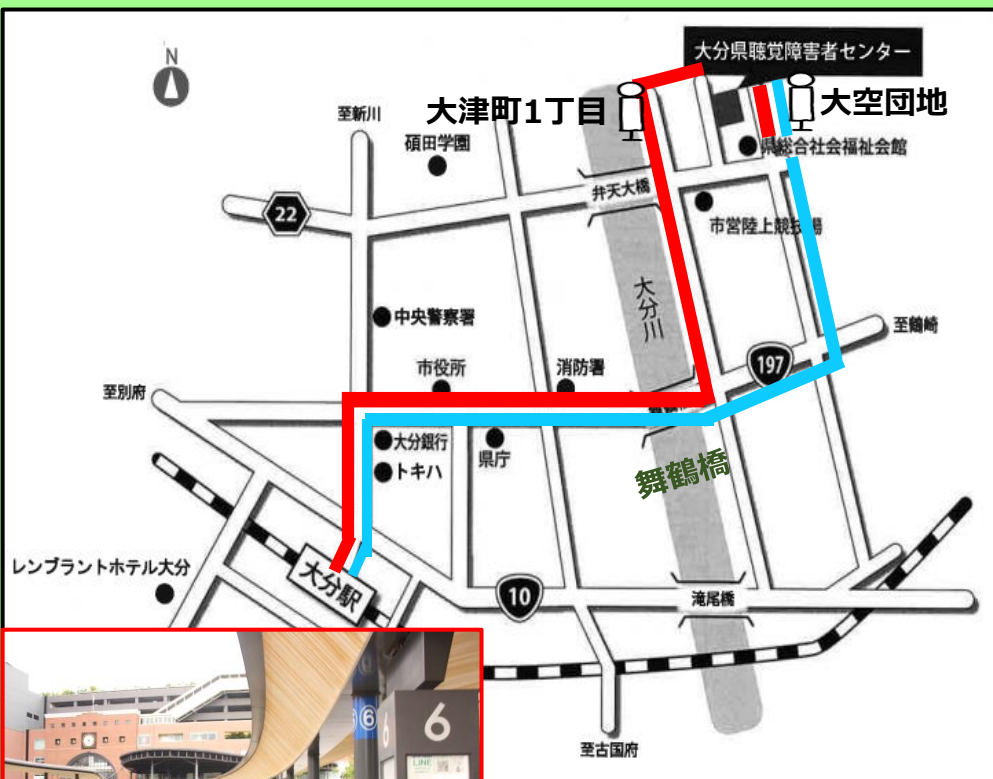 N
大分県聴覚障害者センター
大津町1丁目
大空団地
至新川
碩田学園
県総合社会福祉会館
22
弁天大橋
市営陸上競技場
大分川
中央警察署
至鶴崎
197
市役所
消防署
至別府
大分銀行
県庁
トキハ
舞鶴橋
レンブラントホテル大分
大分駅
10
滝尾橋
至古国府
⑥
6
6
LINE